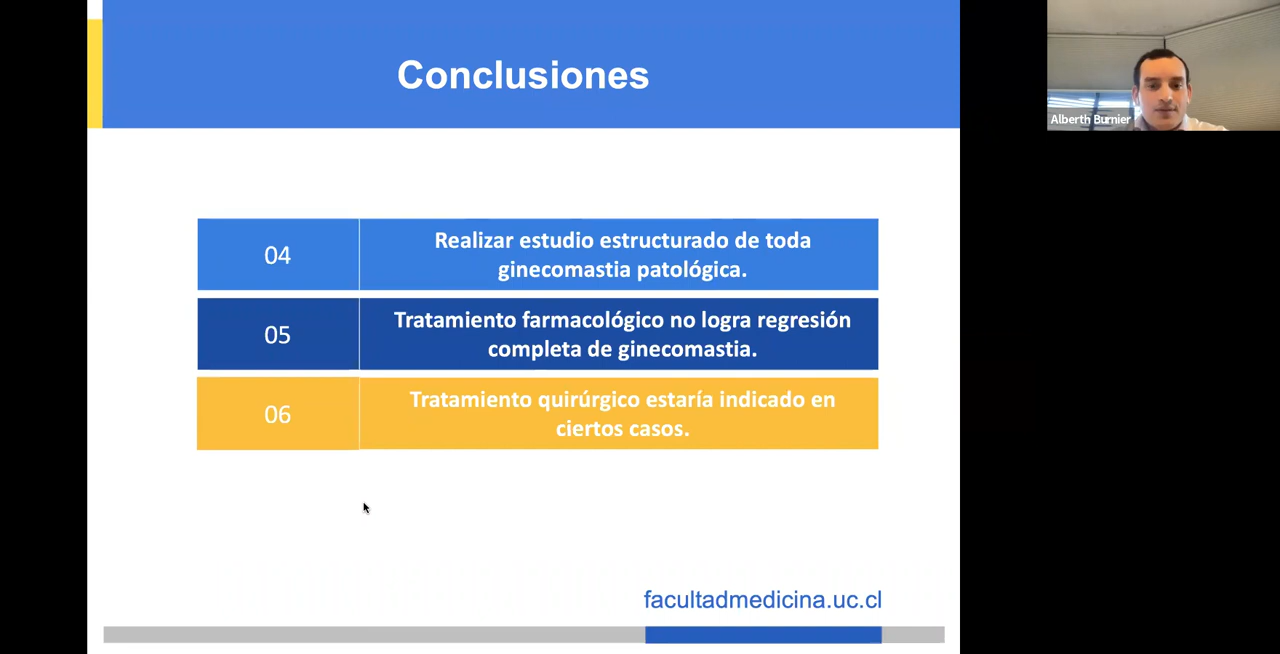 Conclusiones
Alberth Burnier
04
Realizar estudio estructurado de toda
ginecomastia patológica.
05
Tratamiento farmacológico no logra regresión
completa de ginecomastia.
06
Tratamiento quirúrgico estaría indicado en
ciertos casos.
facultadmedicina.uc.cl